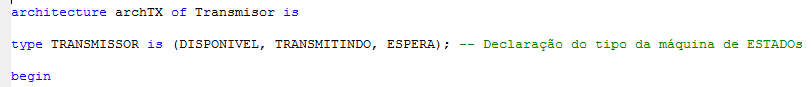 architecture archTX of Transmisor is
type TRANSMISSOR is (DISPONIVEL, TRANSMITINDO, ESPERA); -- Declaração do tipo da máquina de ESTADOs
begin